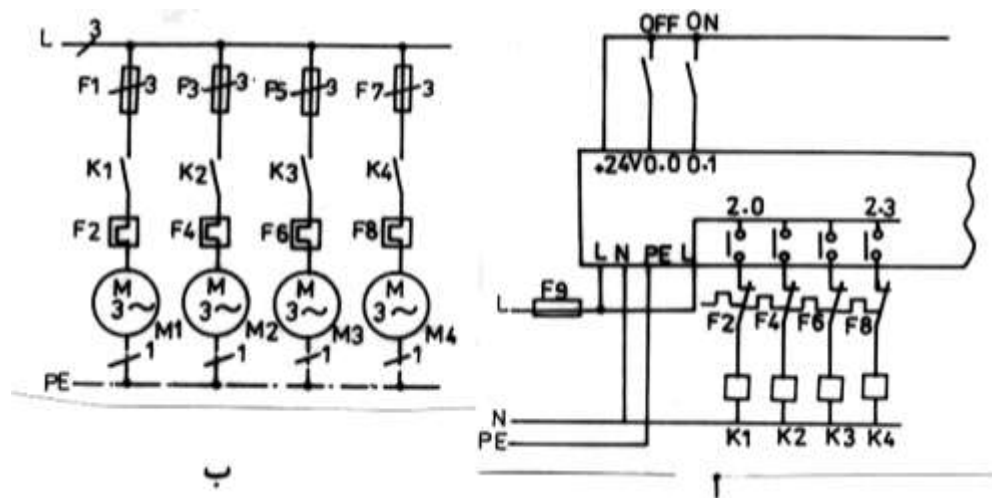 L 3
F1 3 F3 3 F5 3 F7 3
K1 K2 K3 K4
F2 F4 F6 F8
M 3~ M 3~ M 3~ M 3~
M1 M2 M3 M4
1 1 1 1
PE
ب
OFF ON
+24V 0.0 0.1
2.0 2.3
L N PE L
F9
L
F2 F4 F6 F8
N
K1 K2 K3 K4
PE
أ